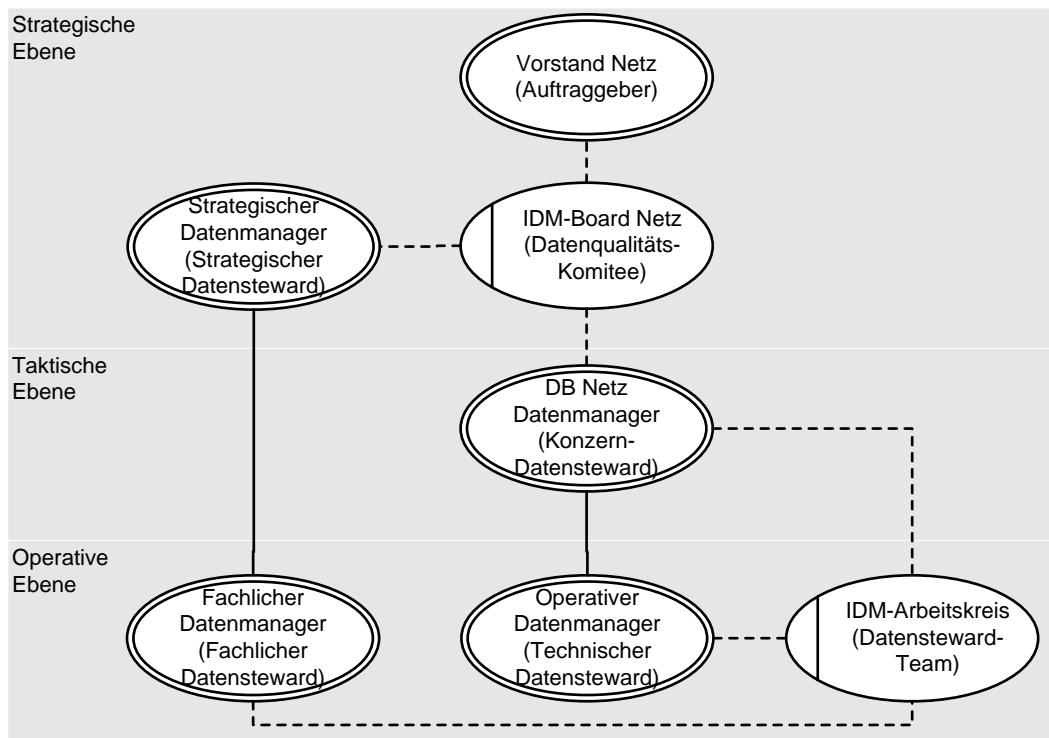 Strategische
Ebene
Vorstand Netz
(Auftraggeber)
Strategischer
Datenmanager
(Strategischer
Datensteward)
IDM-Board Netz
(Datenqualitäts-
Komitee)
Taktische
Ebene
DB Netz
Datenmanager
(Konzern-
Datensteward)
Operative
Ebene
Fachlicher
Datenmanager
(Fachlicher
Datensteward)
Operativer
Datenmanager
(Technischer
Datensteward)
IDM-Arbeitskreis
(Datensteward-
Team)